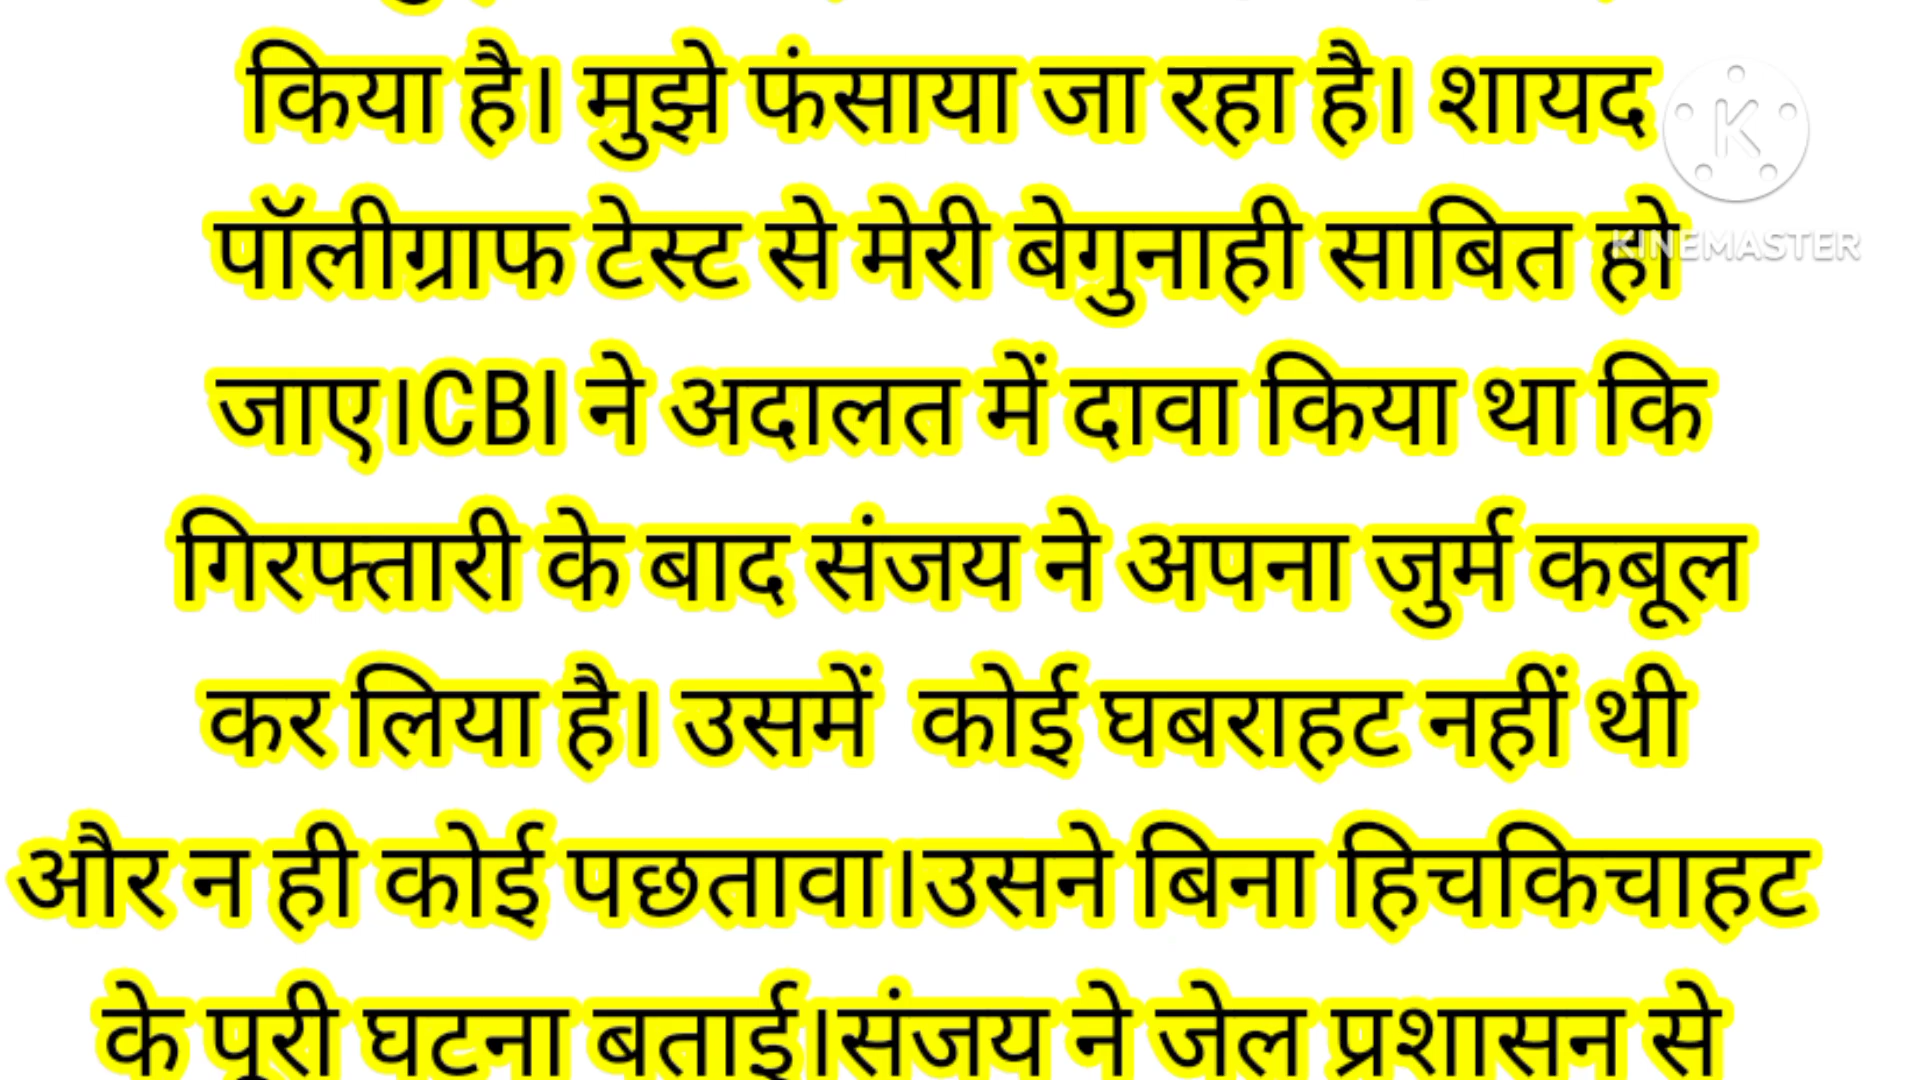 किया है। मुझे फंसाया जा रहा है। शायद
K
पॉलीग्राफ टेस्ट से मेरी बेगुनाही साबित हो
KINEMASTER
जाए।CBI ने अदालत में दावा किया था कि
गिरफ्तारी के बाद संजय ने अपना जुर्म कबूल
कर लिया है। उसमें  कोई घबराहट नहीं थी
और न ही कोई पछतावा।उसने बिना हिचकिचाहट
के पूरी घटना बताई।संजय ने जेल प्रशासन से